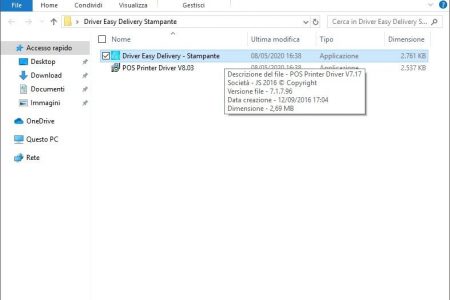 File
Home
Condividi
Visualizza
Gestisci
Driver Easy Delivery Stampante
Cerca in Driver Easy Delivery S...
Accesso rapido
Desktop
Download
Documenti
Immagini
OneDrive
Questo PC
Rete
Nome Ultima modifica Tipo Dimensione
Driver Easy Delivery - Stampante 08/05/2020 16:38 Applicazione 2.761 KB
POS Printer Driver V8.03 08/05/2020 16:38 Applicazione 2.537 KB
Descrizione del file - POS Printer Driver V7.17
Società - JS 2016 © Copyright
Versione file - 7.1.7.96
Data creazione - 12/09/2016 17:04
Dimensione - 2,69 MB